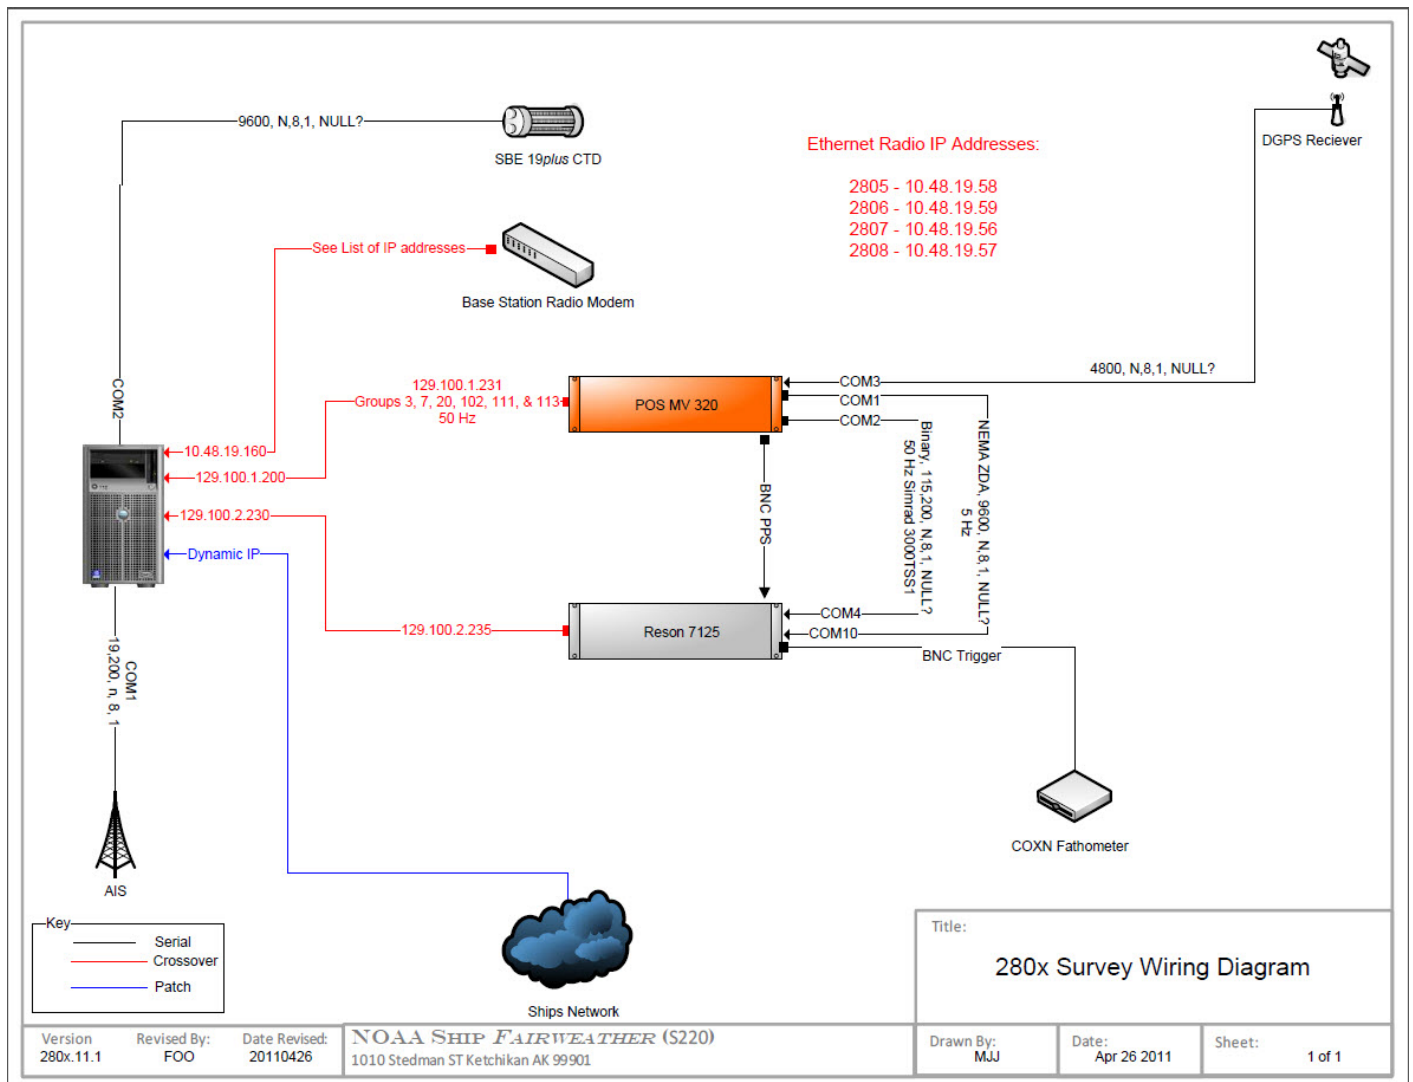 9600, N,8,1, NULL?
SBE 19plus CTD
DGPS Reciever
Ethernet Radio IP Addresses:
2805 - 10.48.19.58
2806 - 10.48.19.59
2807 - 10.48.19.56
2808 - 10.48.19.57
See List of IP addresses
Base Station Radio Modem
4800, N,8,1, NULL?
COM2
129.100.1.231
Groups 3, 7, 20, 102, 111, & 113
50 Hz
POS MV 320
COM3
COM1
COM2
10.48.19.160
129.100.1.200
129.100.2.230
Dynamic IP
BNC PPS
Binary, 115,200, N,8,1, NULL?
50 Hz Simrad 3000TSS1
NEMA ZDA, 9600, N,8,1, NULL?
5 Hz
129.100.2.235
Reson 7125
COM4
COM10
BNC Trigger
COM1
19,200, n, 8, 1
COXN Fathometer
AIS
Key
Serial
Crossover
Patch
Ships Network
Title:
280x Survey Wiring Diagram
Version
280x.11.1
Revised By:
FOO
Date Revised:
20110426
NOAA SHIP FAIRWEATHER (S220)
1010 Stedman ST Ketchikan AK 99901
Drawn By:
MJJ
Date:
Apr 26 2011
Sheet:
1 of 1